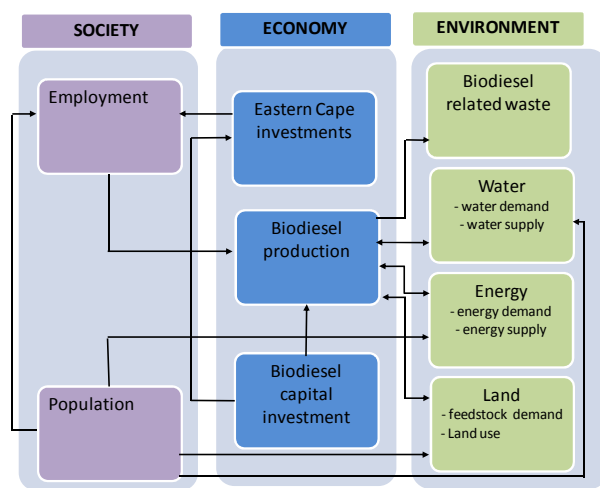 SOCIETY
ECONOMY
ENVIRONMENT
Employment
Population
Eastern Cape
investments
Biodiesel
production
Biodiesel
capital
investment
Biodiesel
related waste
Water
- water demand
- water supply
Energy
- energy demand
- energy supply
Land
- feedstock demand
- Land use